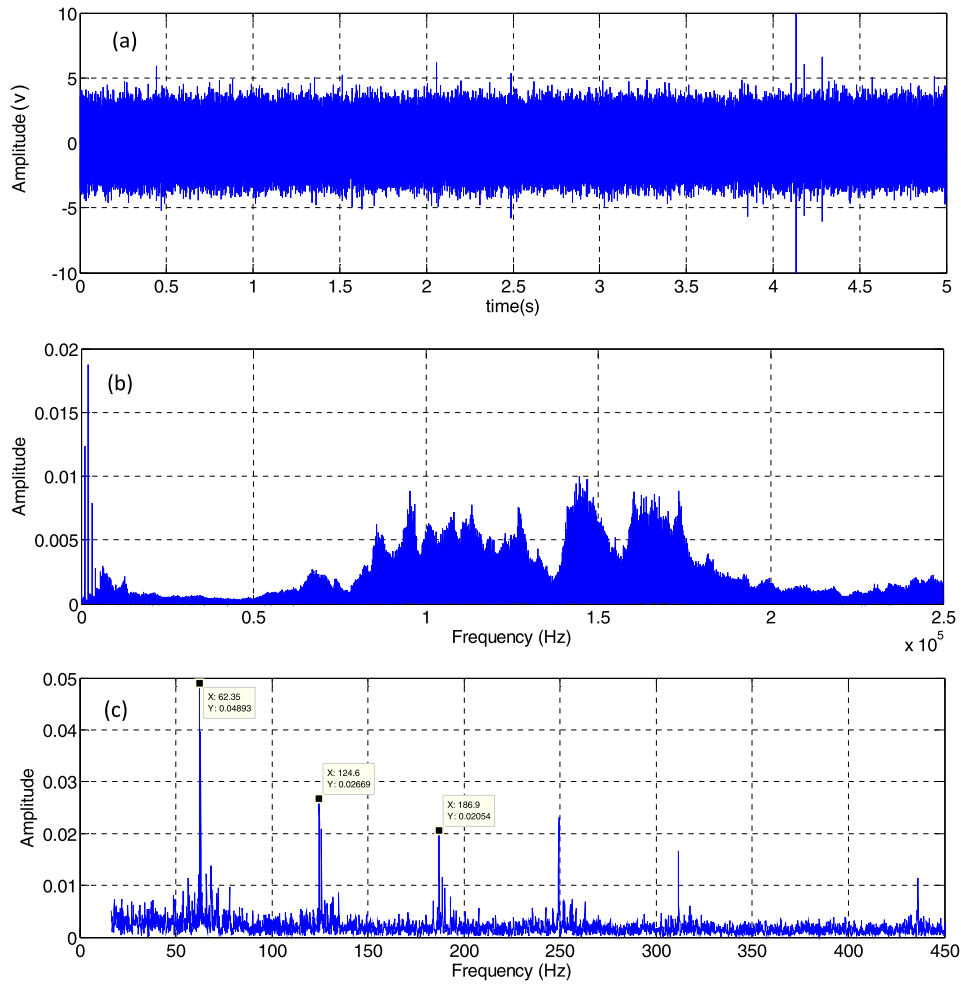 (a)
Amplitude (v)
10
5
0
-5
-10
0 0.5 1 1.5 2 2.5 3 3.5 4 4.5 5
time(s)
(b)
Amplitude
0.02
0.015
0.01
0.005
0
0 0.5 1 1.5 2 2.5
Frequency (Hz)
x 10^5
(c)
Amplitude
0.05
0.04
0.03
0.02
0.01
0
X: 62.35
Y: 0.04893
X: 124.6
Y: 0.02669
X: 186.9
Y: 0.02054
0 50 100 150 200 250 300 350 400 450
Frequency (Hz)